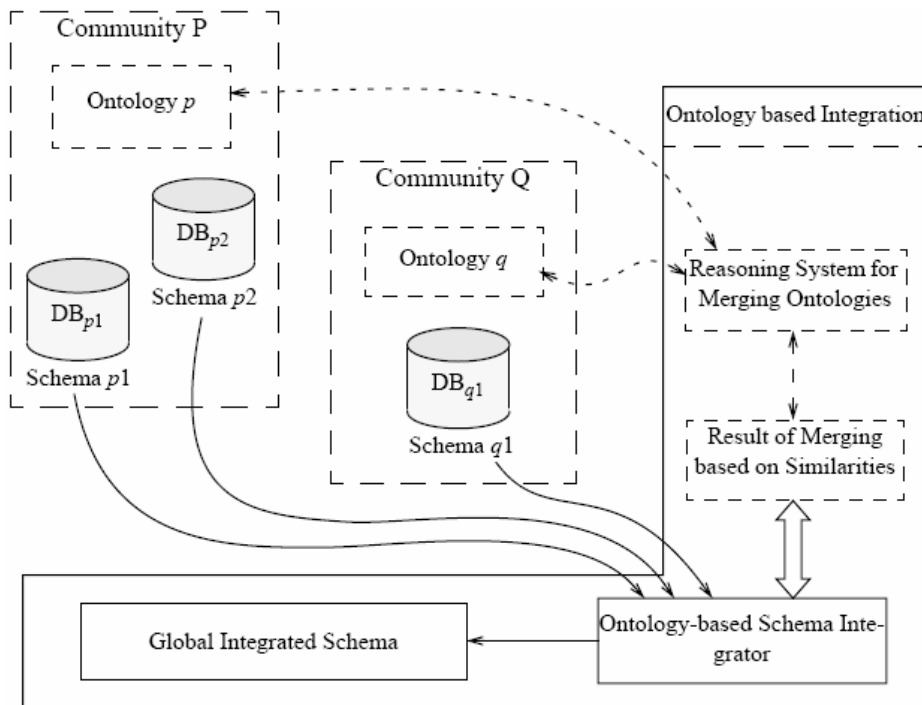 Community P
Ontology p
DBp2
Schema p2
DBp1
Schema p1
Community Q
Ontology q
DBq1
Schema q1
Ontology based Integration
Reasoning System for
Merging Ontologies
Result of Merging
based on Similarities
Ontology-based Schema Inte-
grator
Global Integrated Schema